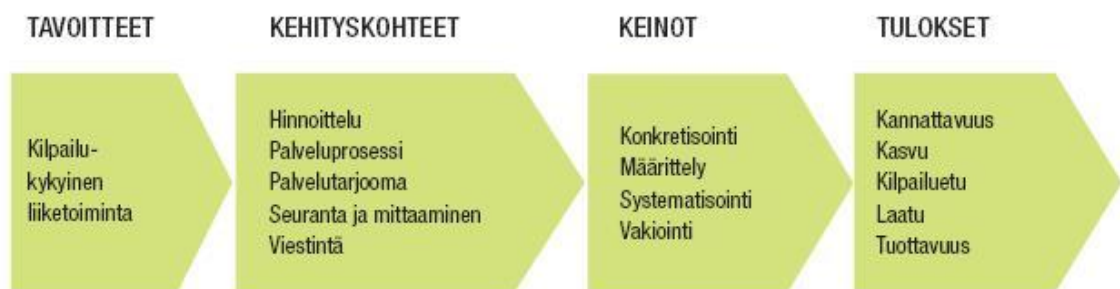 TAVOITTEET
Kilpailu-
kykyinen
liiketoiminta
KEHITYSKOHTEET
Hinnoittelu
Palveluprosessi
Palvelutarjooma
Seuranta ja mittaaminen
Viestintä
KEINOT
Konkretisointi
Määrittely
Systematisointi
Vakiointi
TULOKSET
Kannattavuus
Kasvu
Kilpailuetu
Laatu
Tuottavuus